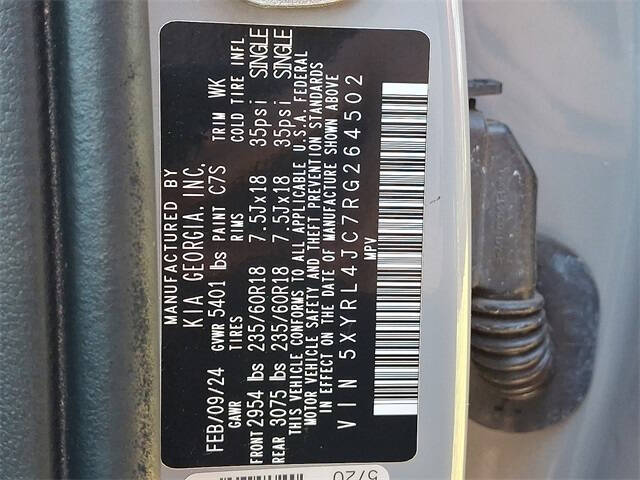 MANUFACTURED BY
KIA GEORGIA, INC.
FEB/09/24 GVWR 5401 lbs PAINT C7S TRIM WK
GAWR TIRES RIMS COLD TIRE INFL
FRONT 2954 lbs 235/60R18 7.5Jx18 35psi SINGLE
REAR 3075 lbs 235/60R18 7.5Jx18 35psi SINGLE
THIS VEHICLE CONFORMS TO ALL APPLICABLE U.S.A. FEDERAL
MOTOR VEHICLE SAFETY AND THEFT PREVENTION STANDARDS
IN EFFECT ON THE DATE OF MANUFACTURE SHOWN ABOVE.
VIN 5XYRL4JC7RG264502
MPV
5/20